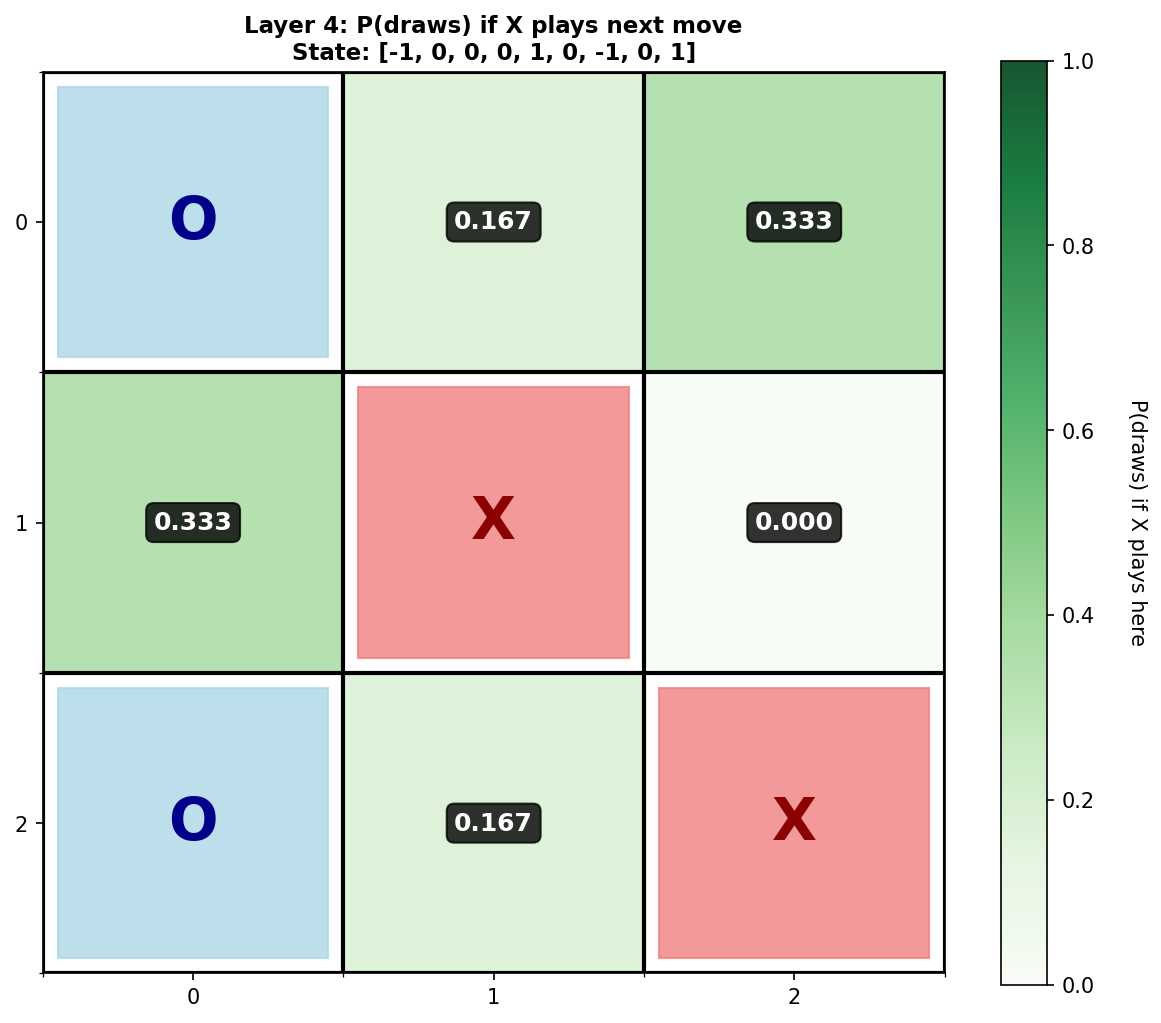 Layer 4: P(draws) if X plays next move
State: [-1, 0, 0, 0, 1, 0, -1, 0, 1]
0
O
0.167
0.333
1
0.333
X
0.000
2
O
0.167
X
0
1
2
1.0
0.8
0.6
0.4
0.2
0.0
P(draws) if X plays here